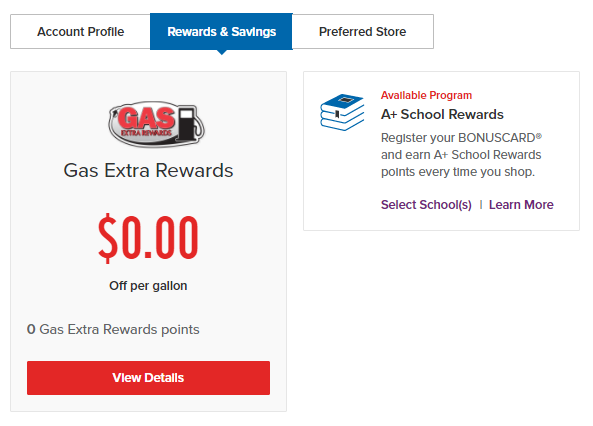 Account Profile
Rewards & Savings
Preferred Store
GAS
EXTRA REWARDS
Gas Extra Rewards
$0.00
Off per gallon
0 Gas Extra Rewards points
View Details
Available Program
A+ School Rewards
Register your BONUSCARD®
and earn A+ School Rewards
points every time you shop.
Select School(s) | Learn More